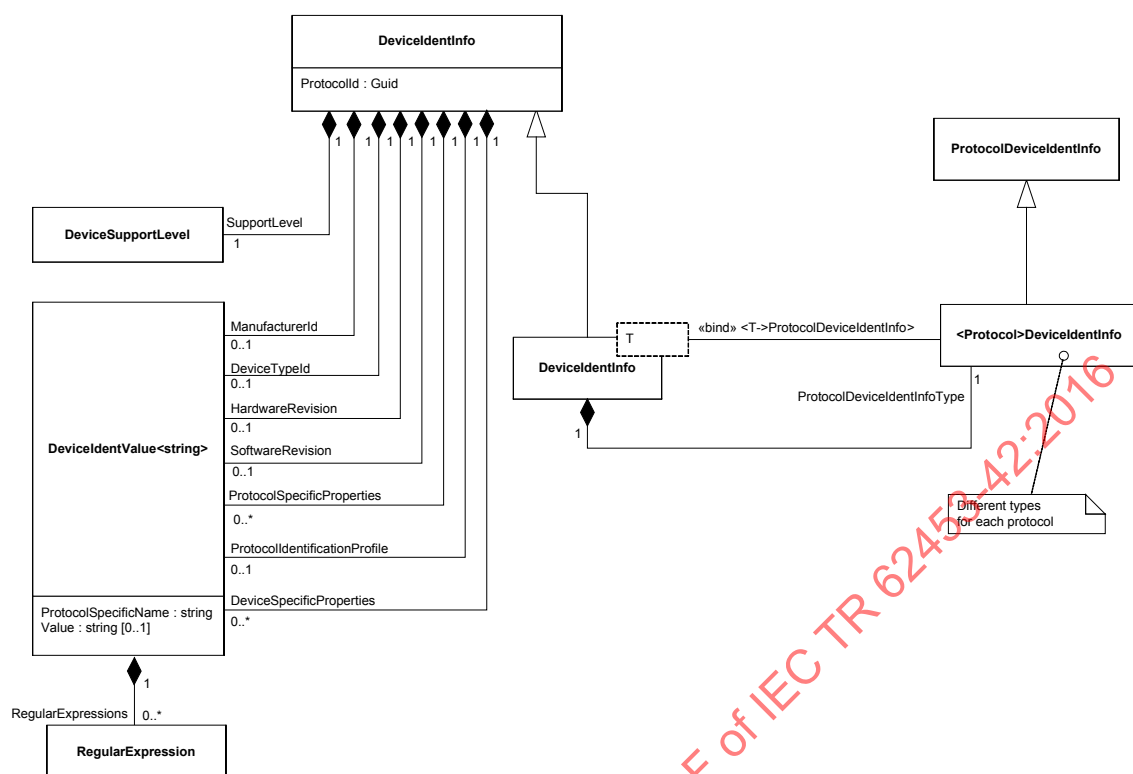 DeviceIdentInfo
ProtocolId : Guid
1 1 1 1 1 1 1 1
ProtocolDeviceIdentInfo
DeviceSupportLevel
SupportLevel
1
ManufacturerId
0..1
DeviceTypeId
0..1
HardwareRevision
0..1
DeviceIdentValue<string>
SoftwareRevision
0..1
ProtocolSpecificProperties
0..*
ProtocolIdentificationProfile
0..1
DeviceSpecificProperties
0..*
ProtocolSpecificName : string
Value : string [0..1]
1
RegularExpressions 0..*
RegularExpression
T
DeviceIdentInfo
1
«bind» <T->ProtocolDeviceIdentInfo>
<Protocol>DeviceIdentInfo
1
ProtocolDeviceIdentInfoType
Different types
for each protocol
F of IEC TR 62453-42:2016